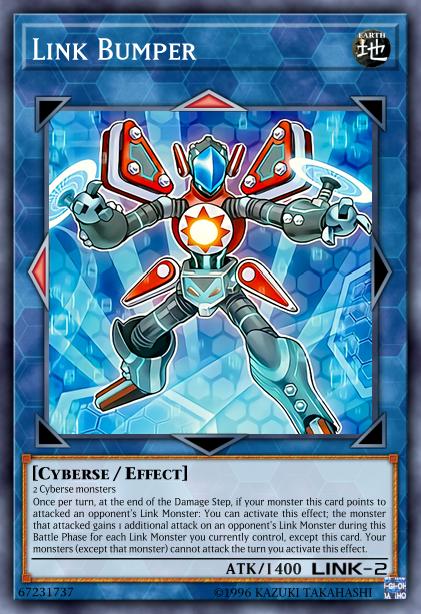 LINK BUMPER
EARTH
地
[CYBERSE / EFFECT]
2 Cyberse monsters
Once per turn, at the end of the Damage Step, if your monster this card points to
attacked an opponent's Link Monster: You can activate this effect; the monster
that attacked gains 1 additional attack on an opponent's Link Monster during this
Battle Phase for each Link Monster you currently control, except this card. Your
monsters (except that monster) cannot attack the turn you activate this effect.
ATK/1400 LINK-2
67231737 ©1996 KAZUKI TAKAHASHI